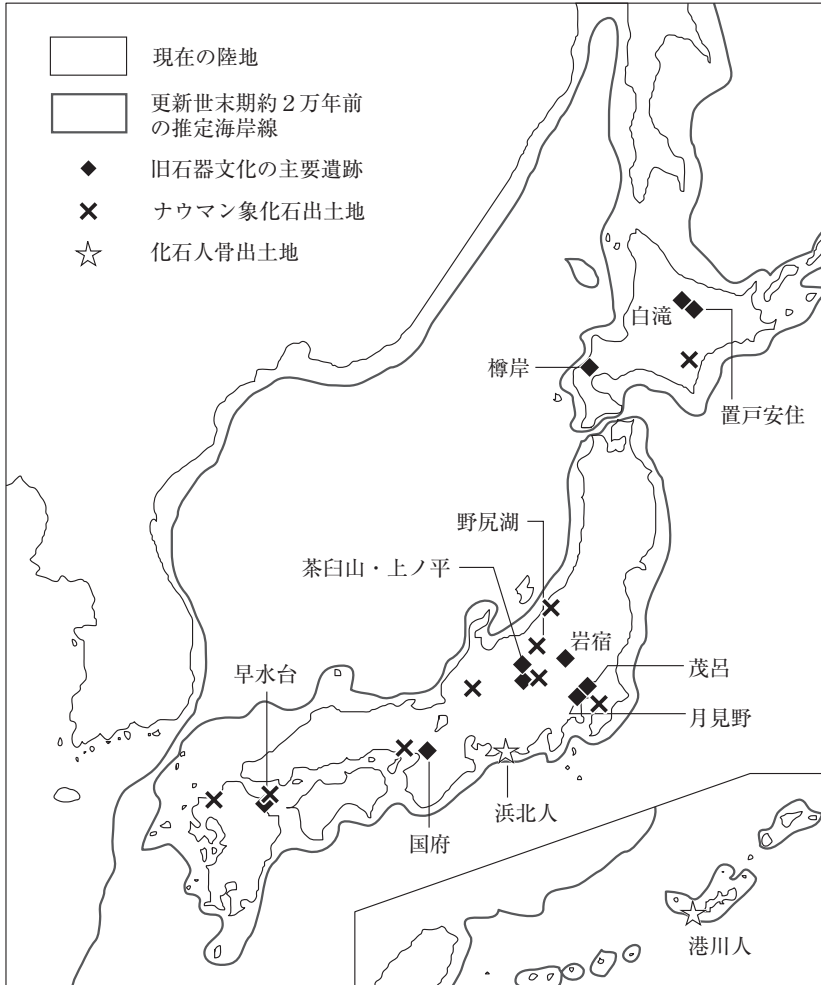 現在の陸地
更新世末期約２万年前
の推定海岸線
旧石器文化の主要遺跡
ナウマン象化石出土地
化石人骨出土地
白滝
樽岸
置戸安住
野尻湖
茶臼山・上ノ平
岩宿
茂呂
早水台
月見野
浜北人
国府
港川人